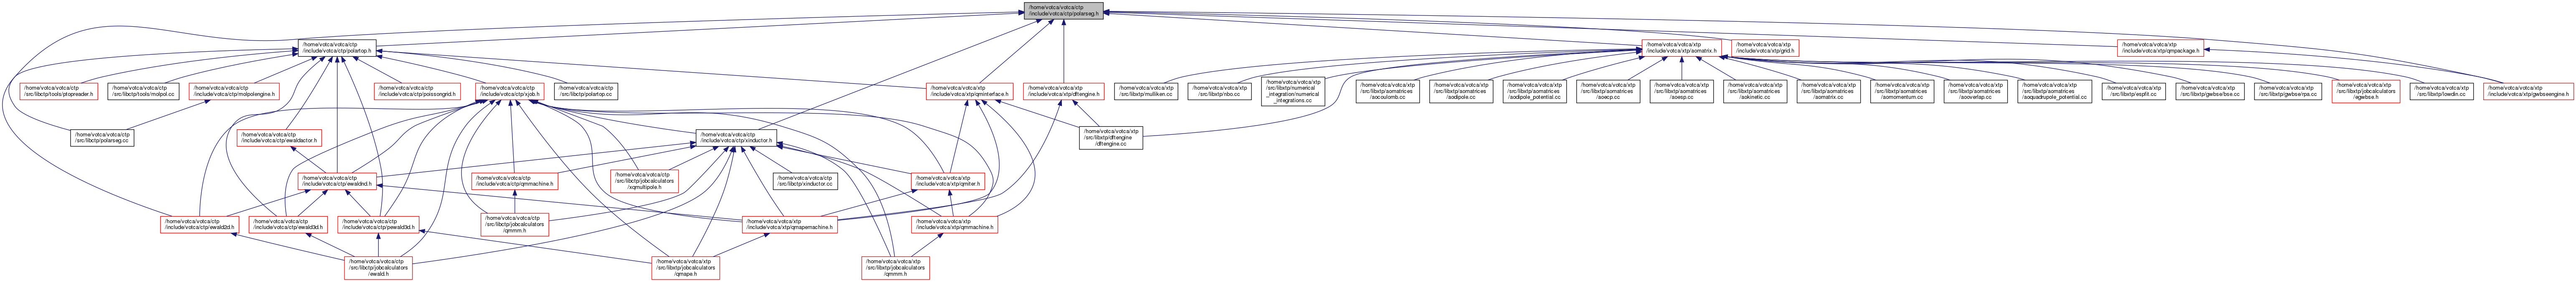 /home/votca/votca/ctp
/include/votca/ctp/polarseg.h
/home/votca/votca/ctp
/include/votca/ctp/polartop.h
/home/votca/votca/xtp
/include/votca/xtp/aomatrix.h
/home/votca/votca/xtp
/include/votca/xtp/grid.h
/home/votca/votca/xtp
/include/votca/xtp/qmpackage.h
/home/votca/votca/ctp
/src/libctp/tools/ptopreader.h
/home/votca/votca/ctp
/src/libctp/tools/molpol.cc
/home/votca/votca/ctp
/include/votca/ctp/molpolengine.h
/home/votca/votca/ctp
/include/votca/ctp/poissongrid.h
/home/votca/votca/ctp
/include/votca/ctp/xjob.h
/home/votca/votca/ctp
/src/libctp/polartop.cc
/home/votca/votca/xtp
/include/votca/xtp/qminterface.h
/home/votca/votca/xtp
/include/votca/xtp/dftengine.h
/home/votca/votca/xtp
/src/libxtp/mulliken.cc
/home/votca/votca/xtp
/src/libxtp/nbo.cc
/home/votca/votca/xtp
/src/libxtp/numerical
_integration/numerical
_integrations.cc
/home/votca/votca/xtp
/src/libxtp/aomatrices
/aocoulomb.cc
/home/votca/votca/xtp
/src/libxtp/aomatrices
/aodipole.cc
/home/votca/votca/xtp
/src/libxtp/aomatrices
/aodipole_potential.cc
/home/votca/votca/xtp
/src/libxtp/aomatrices
/aoecp.cc
/home/votca/votca/xtp
/src/libxtp/aomatrices
/aoesp.cc
/home/votca/votca/xtp
/src/libxtp/aomatrices
/aokinetic.cc
/home/votca/votca/xtp
/src/libxtp/aomatrices
/aomatrix.cc
/home/votca/votca/xtp
/src/libxtp/aomatrices
/aomomentum.cc
/home/votca/votca/xtp
/src/libxtp/aomatrices
/aooverlap.cc
/home/votca/votca/xtp
/src/libxtp/aomatrices
/aoquadrupole_potential.cc
/home/votca/votca/xtp
/src/libxtp/espfit.cc
/home/votca/votca/xtp
/src/libxtp/gwbse/bse.cc
/home/votca/votca/xtp
/src/libxtp/gwbse/rpa.cc
/home/votca/votca/xtp
/src/libxtp/jobcalculators
/egwbse.h
/home/votca/votca/xtp
/src/libxtp/lowdin.cc
/home/votca/votca/xtp
/include/votca/xtp/gwbseengine.h
/home/votca/votca/ctp
/src/libctp/polarseg.cc
/home/votca/votca/ctp
/include/votca/ctp/ewaldactor.h
/home/votca/votca/ctp
/include/votca/ctp/xinductor.h
/home/votca/votca/xtp
/src/libxtp/dftengine
/dftengine.cc
/home/votca/votca/ctp
/include/votca/ctp/ewaldnd.h
/home/votca/votca/ctp
/include/votca/ctp/qmmachine.h
/home/votca/votca/ctp
/src/libctp/jobcalculators
/xqmultipole.h
/home/votca/votca/ctp
/src/libctp/xinductor.cc
/home/votca/votca/xtp
/include/votca/xtp/qmiter.h
/home/votca/votca/ctp
/include/votca/ctp/ewald2d.h
/home/votca/votca/ctp
/include/votca/ctp/ewald3d.h
/home/votca/votca/ctp
/include/votca/ctp/pewald3d.h
/home/votca/votca/ctp
/src/libctp/jobcalculators
/qmmm.h
/home/votca/votca/xtp
/include/votca/xtp/qmapemachine.h
/home/votca/votca/xtp
/include/votca/xtp/qmmachine.h
/home/votca/votca/ctp
/src/libctp/jobcalculators
/ewald.h
/home/votca/votca/xtp
/src/libxtp/jobcalculators
/qmape.h
/home/votca/votca/xtp
/src/libxtp/jobcalculators
/qmmm.h